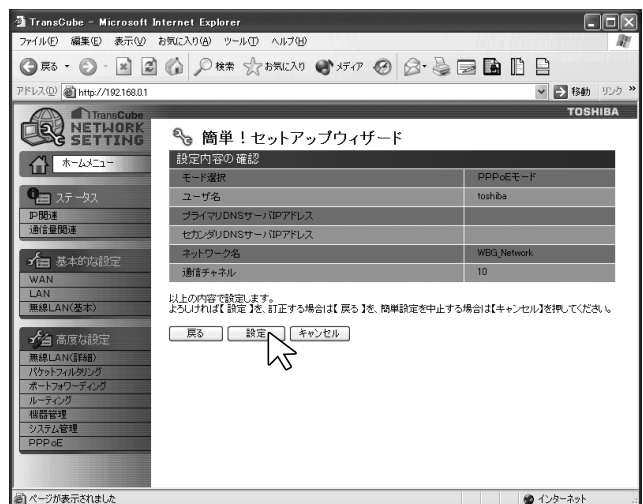 TransCube - Microsoft Internet Explorer
ファイル(F) 編集(E) 表示(V) お気に入り(A) ツール(T) ヘルプ(H)
戻る 検索 お気に入り メディア
アドレス(D) http://192.168.0.1 移動 リンク »
TOSHIBA
TransCube
NETWORK
SETTING
ホームメニュー
ステータス
IP関連
通信量関連
基本的な設定
WAN
LAN
無線LAN(基本)
高度な設定
無線LAN(詳細)
パケットフィルタリング
ポートフォワーディング
ルーティング
機器管理
システム管理
PPPoE
簡単!セットアップウィザード
設定内容の確認
モード選択 PPPoEモード
ユーザ名 toshiba
プライマリDNSサーバIPアドレス
セカンダリDNSサーバIPアドレス
ネットワーク名 WBG_Network
通信チャネル 10
以上の内容で設定します。
よろしければ【 設定 】を、訂正する場合は【 戻る 】を、簡単設定を中止する場合は【キャンセル】を押してください。
戻る 設定 キャンセル
ページが表示されました インターネット